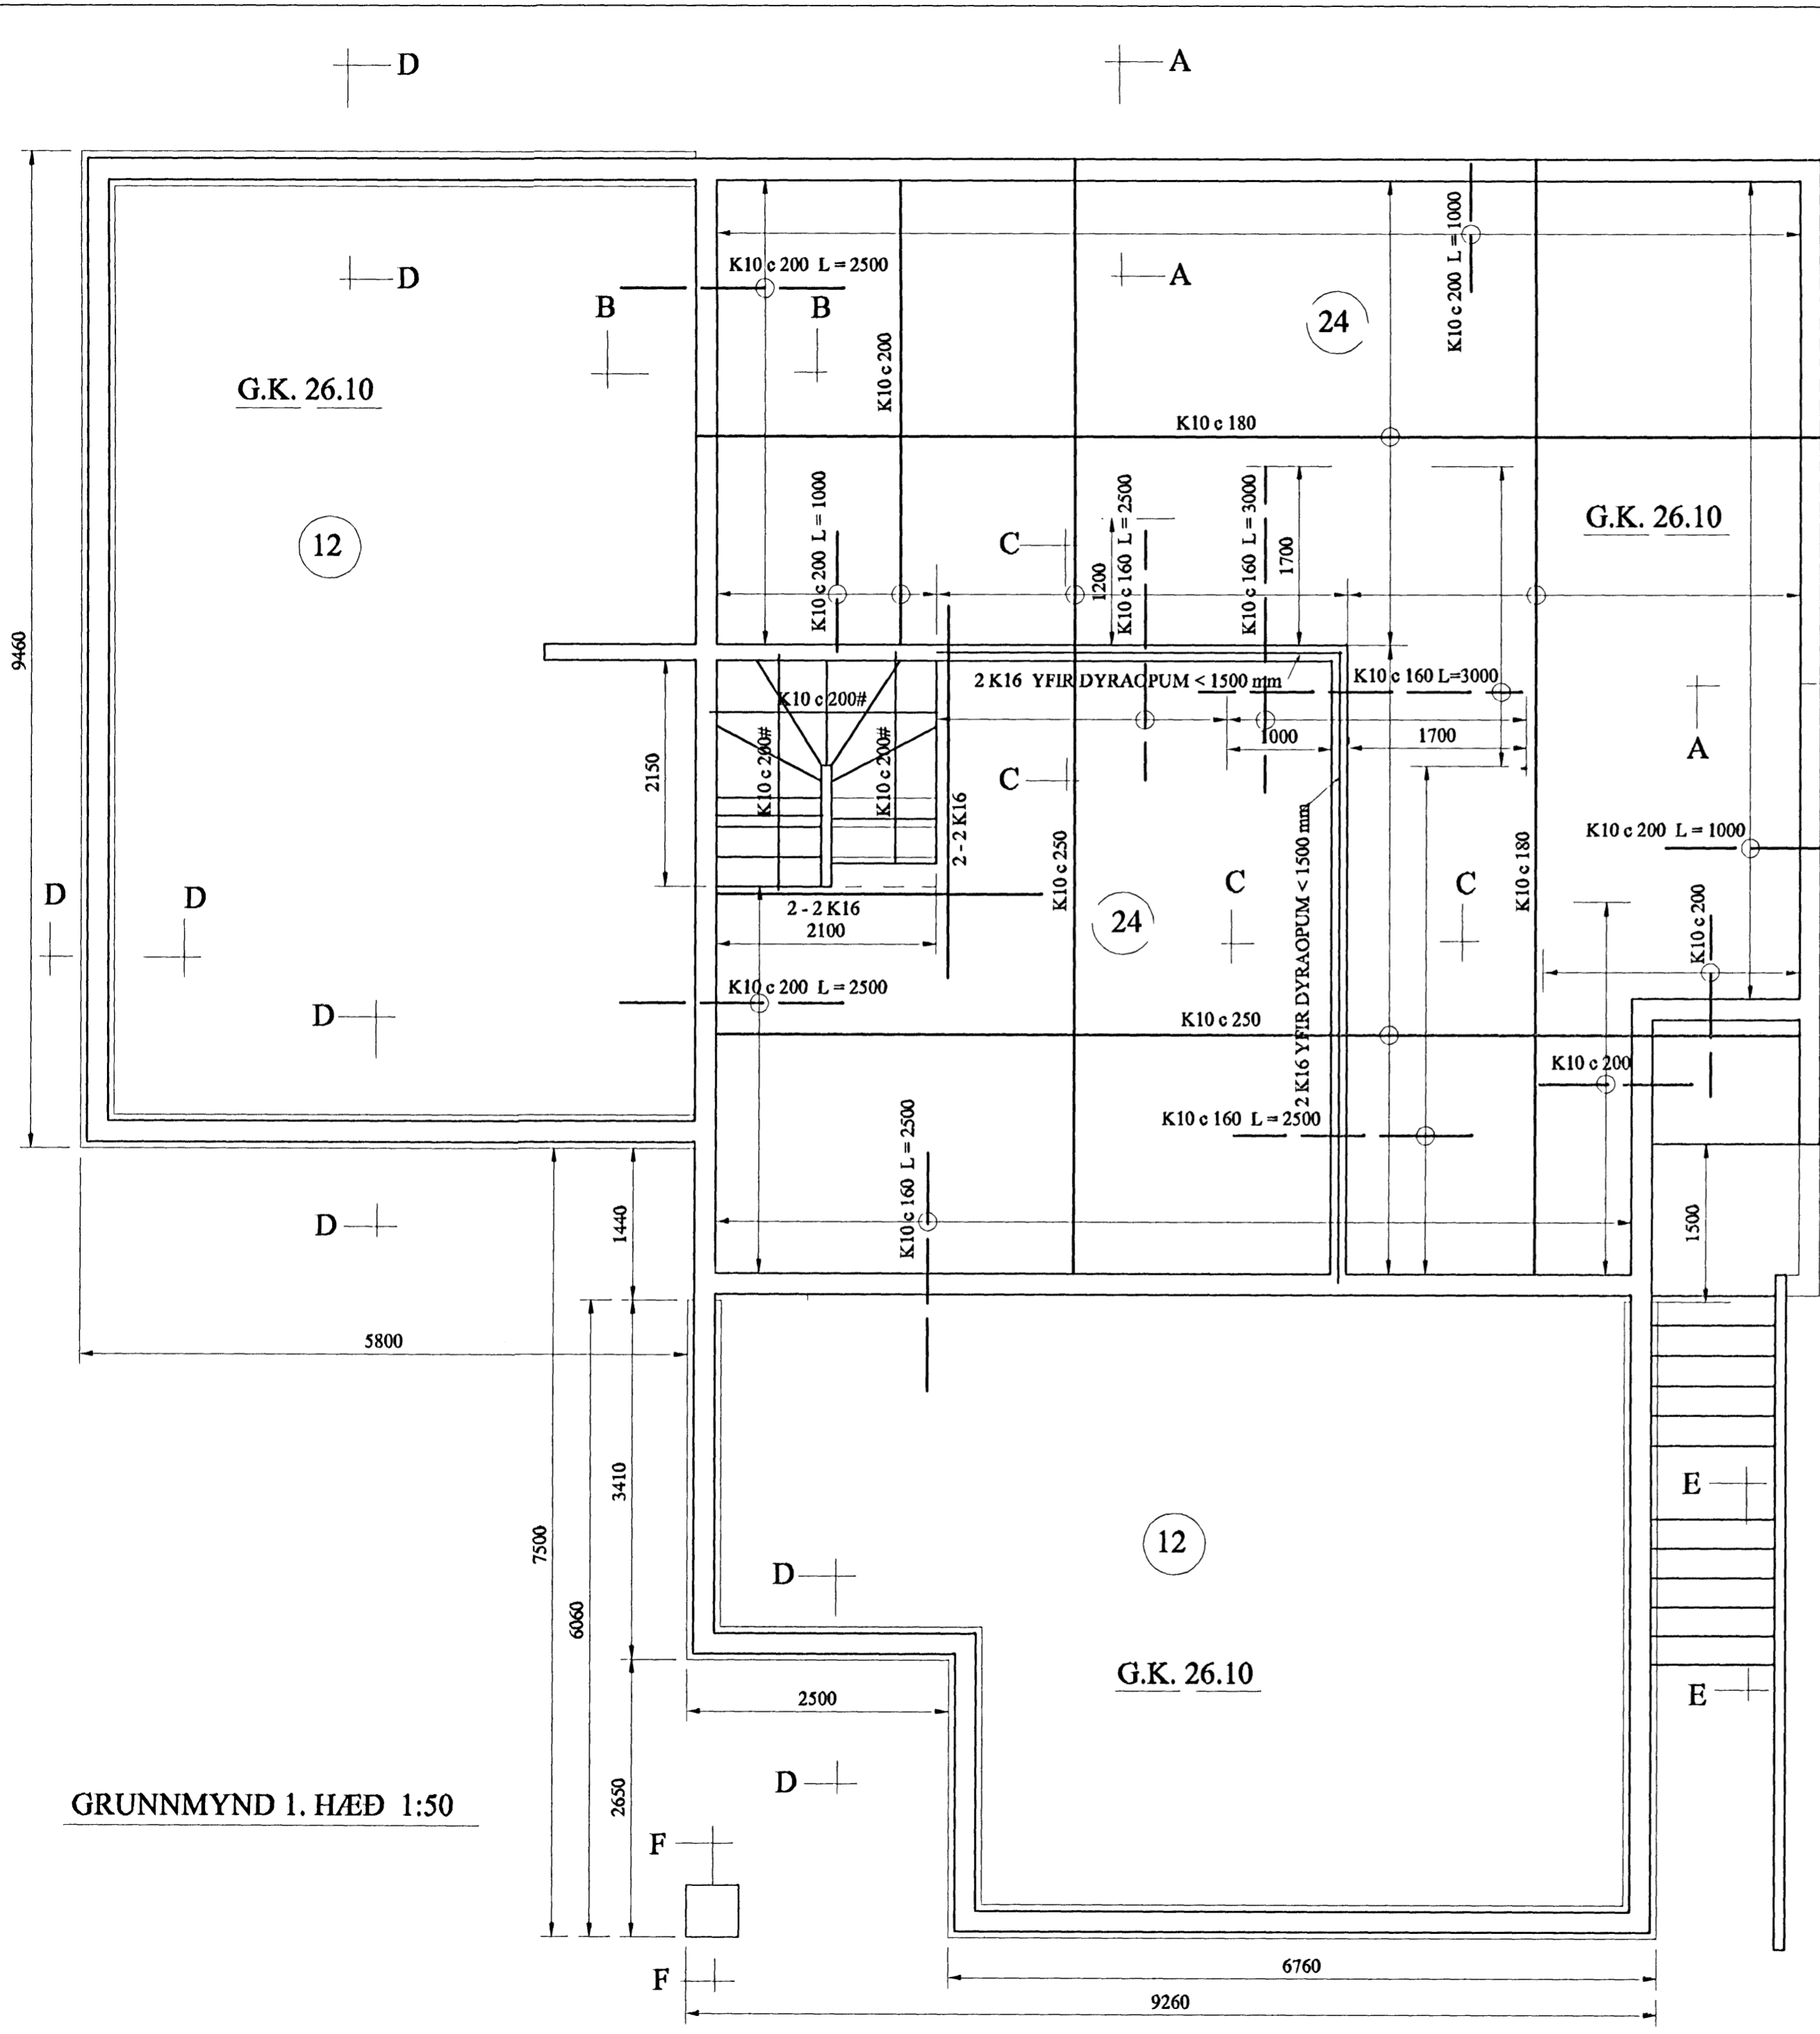 D
A
D
A
K10 c 200 L = 2500
B
B
K10 c 200 L = 1000
24
K10 c 200
G.K. 26.10
K10 c 180
K10 c 200 L = 1000
K10 c 160 L = 2500
K10 c 160 L = 3000
1700
G.K. 26.10
12
C
1200
9460
2 K16 YFIR DYRAOPUM < 1500 mm
K10 c 160 L=3000
K10 c 200#
K10 c 200#
K10 c 200#
2150
1000
1700
A
C
2 - 2 K16
K10 c 250
2 K16 YFIR DYRAOPUM < 1500 mm
K10 c 180
K10 c 200 L = 1000
D
D
2 - 2 K16
2100
24
C
C
K10 c 200
K10 c 200 L = 2500
D
K10 c 250
K10 c 200
K10 c 160 L = 2500
K10 c 160 L = 2500
D
1440
1500
5800
3410
7500
6060
E
12
D
G.K. 26.10
E
2500
D
2650
GRUNNMYND 1. HÆÐ 1:50
F
F
6760
9260